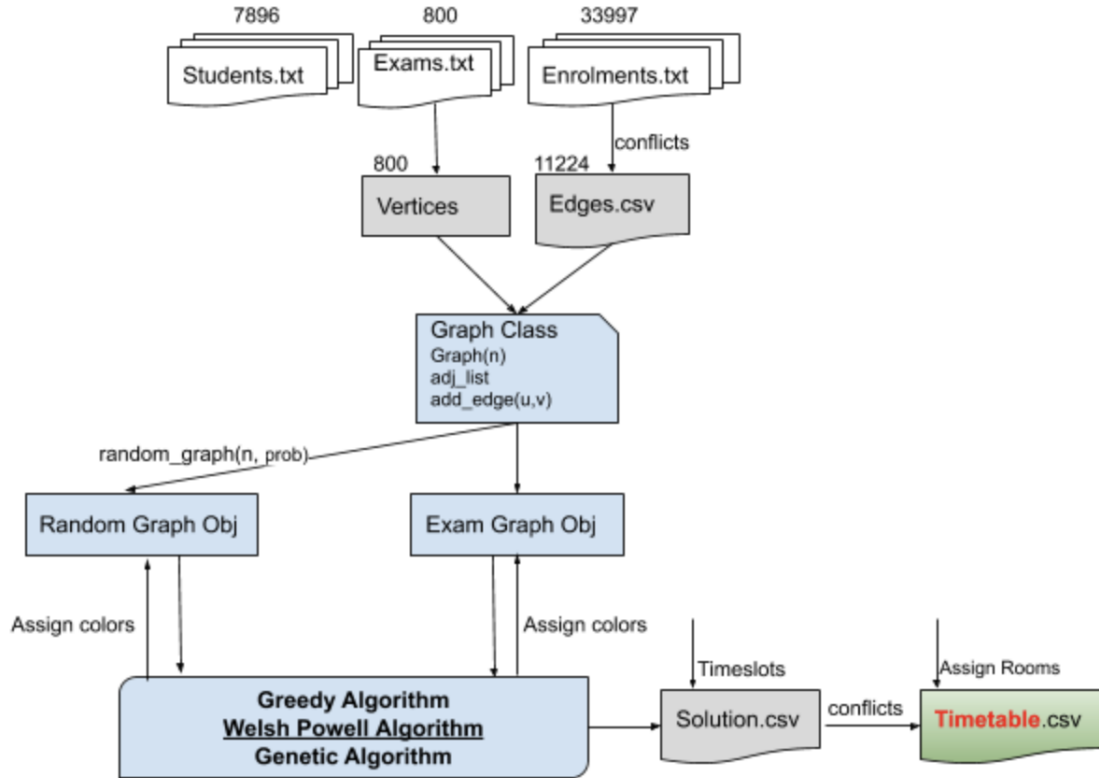 7896
800
33997
Students.txt
Exams.txt
Enrolments.txt
conflicts
800
11224
Vertices
Edges.csv
Graph Class
Graph(n)
adj_list
add_edge(u,v)
random_graph(n, prob)
Random Graph Obj
Exam Graph Obj
Assign colors
Assign colors
Timeslots
Assign Rooms
Greedy Algorithm
Welsh Powell Algorithm
Genetic Algorithm
Solution.csv
conflicts
Timetable.csv